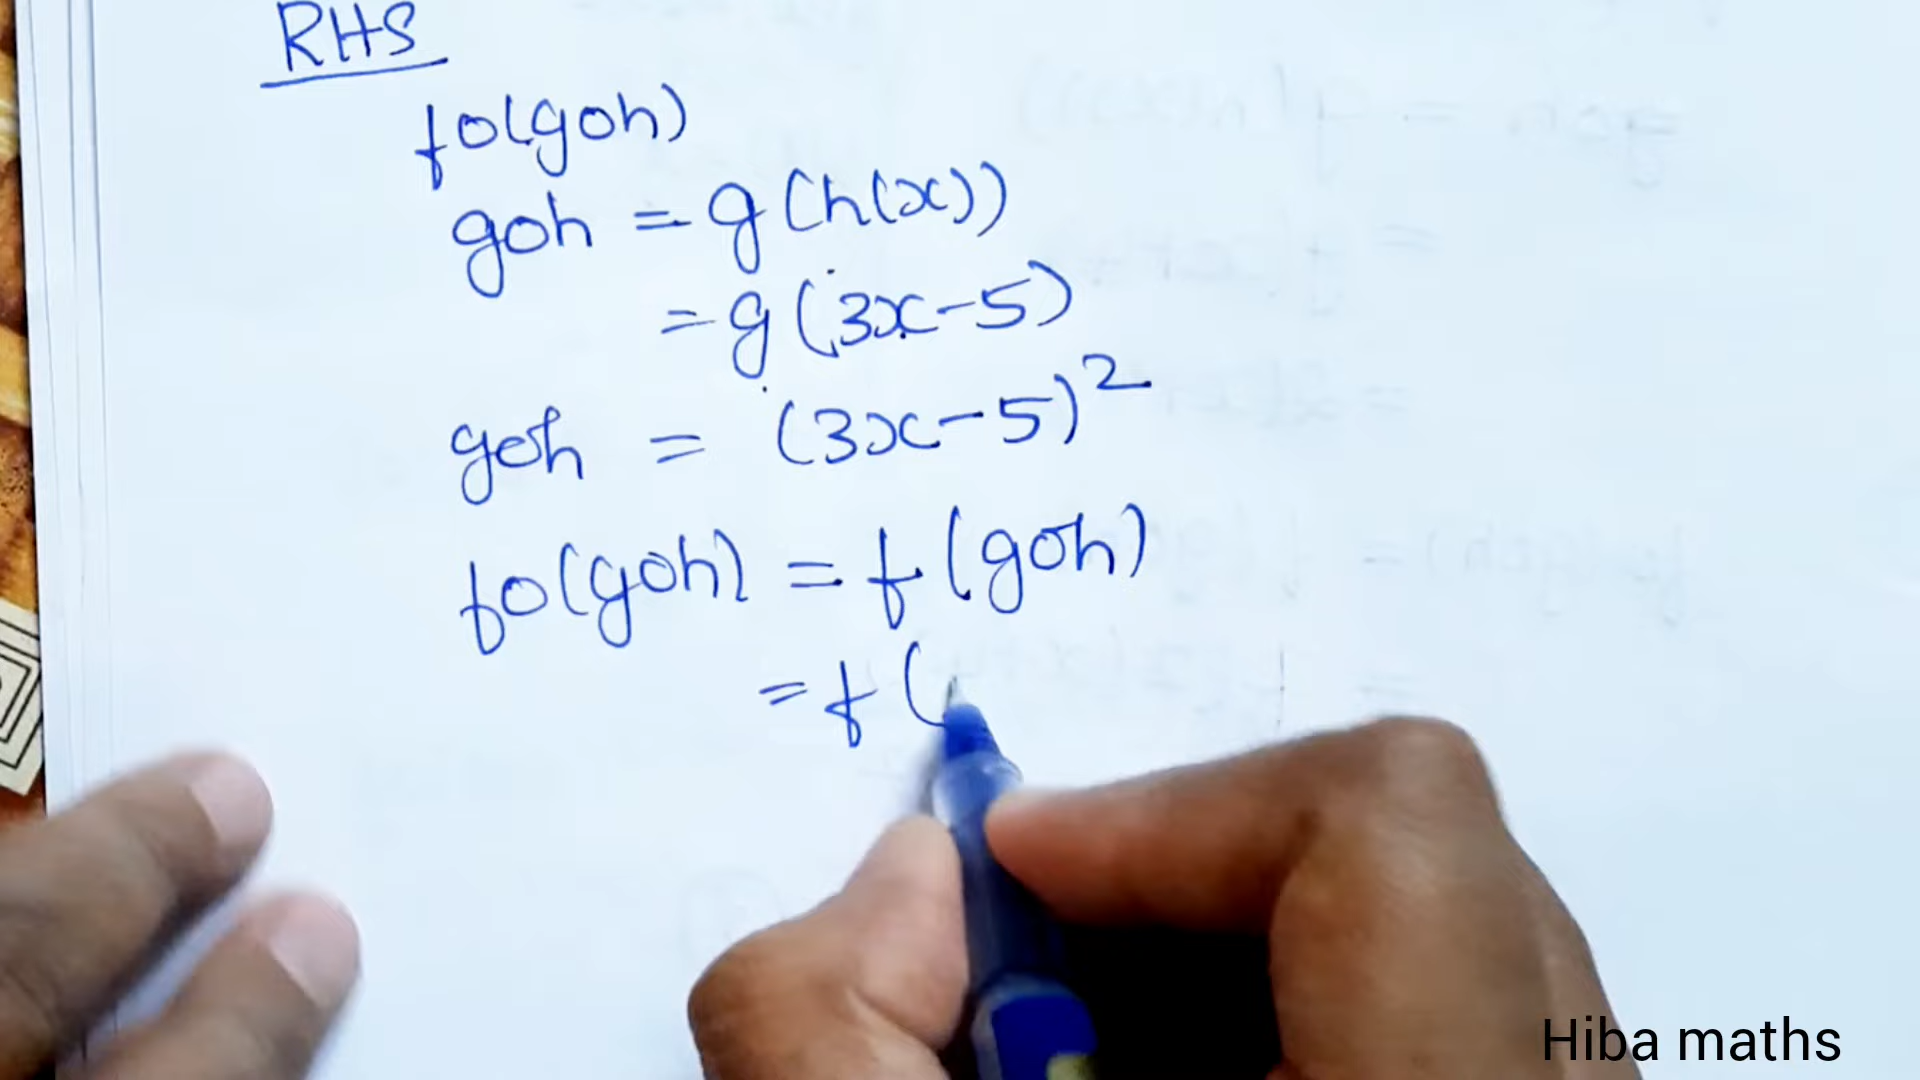 RHS
fo(goh)
goh = g(h(x))
= g(3x-5)
goh = (3x-5)²
fo(goh) = f(goh)
= f(
Hiba maths